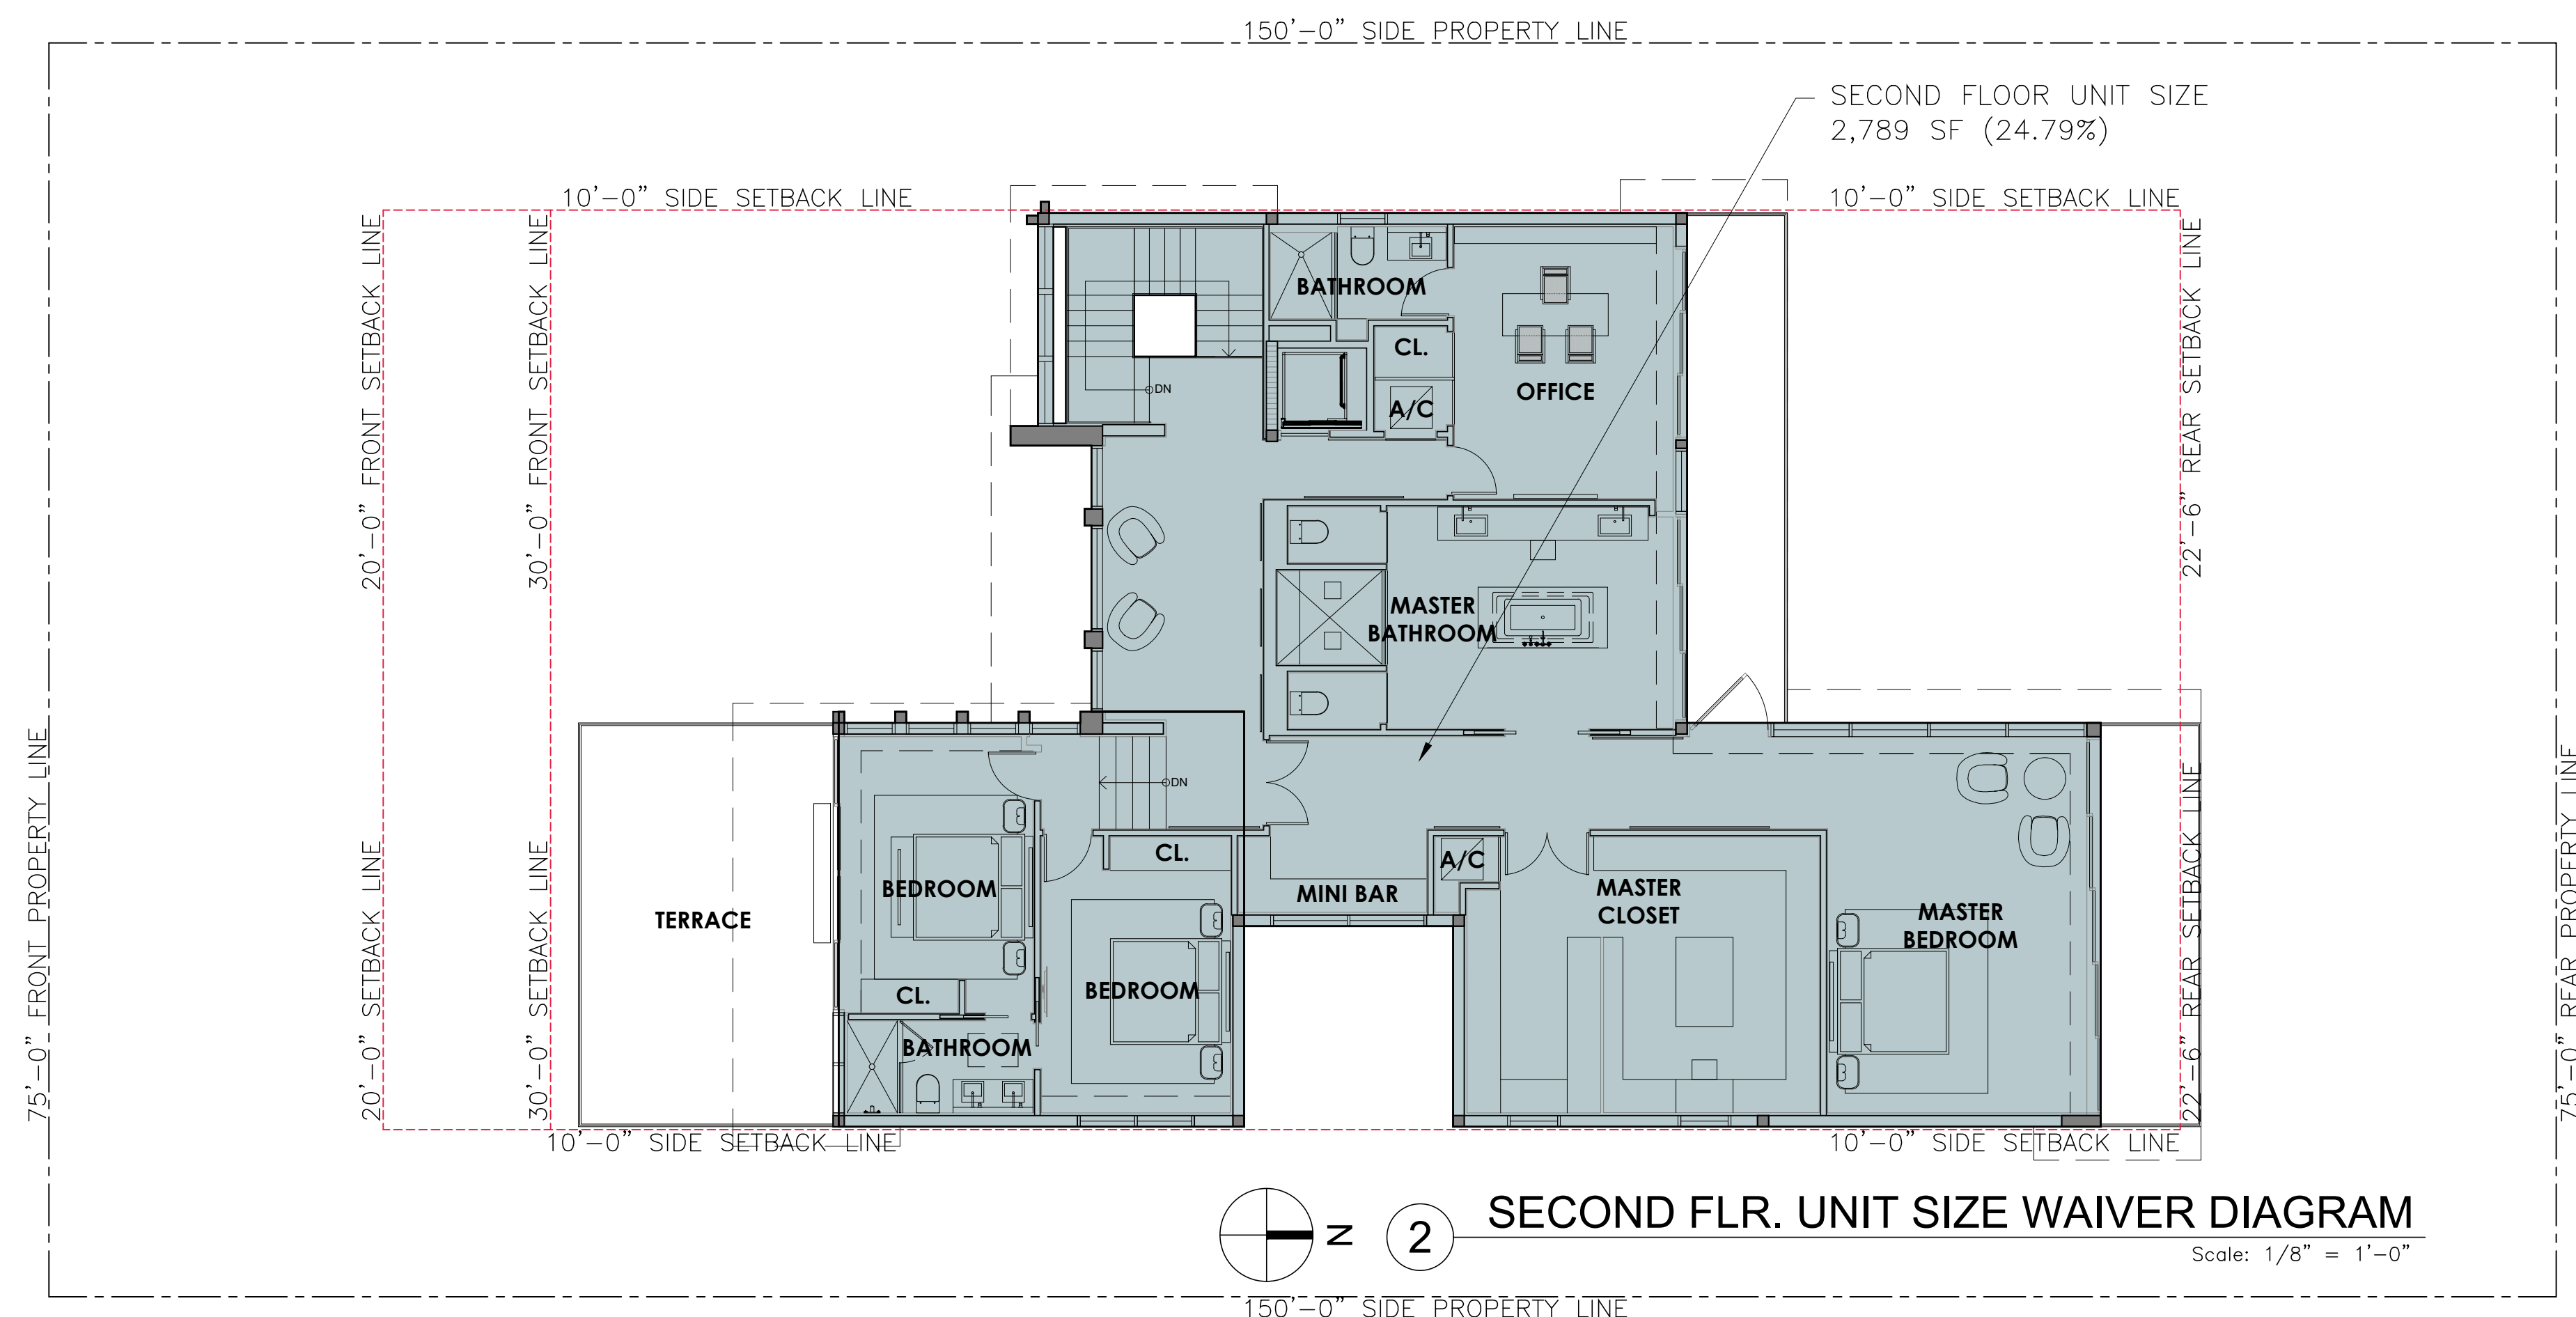 150'-0" SIDE PROPERTY LINE
SECOND FLOOR UNIT SIZE
2,789 SF (24.79%)
10'-0" SIDE SETBACK LINE
10'-0" SIDE SETBACK LINE
20'-0" FRONT SETBACK LINE
30'-0" FRONT SETBACK LINE
22'-6" REAR SETBACK LINE
BATHROOM
CL.
OFFICE
DN
A/C
MASTER
BATHROOM
75'-0" FRONT PROPERTY LINE
20'-0" SETBACK LINE
30'-0" SETBACK LINE
TERRACE
DN
BEDROOM
CL.
A/C
MINI BAR
MASTER
CLOSET
MASTER
BEDROOM
22'-6" REAR SETBACK LINE
75'-0" REAR PROPERTY LINE
CL.
BEDROOM
BATHROOM
10'-0" SIDE SETBACK LINE
10'-0" SIDE SETBACK LINE
N
2
SECOND FLR. UNIT SIZE WAIVER DIAGRAM
Scale: 1/8" = 1'-0"
150'-0" SIDE PROPERTY LINE